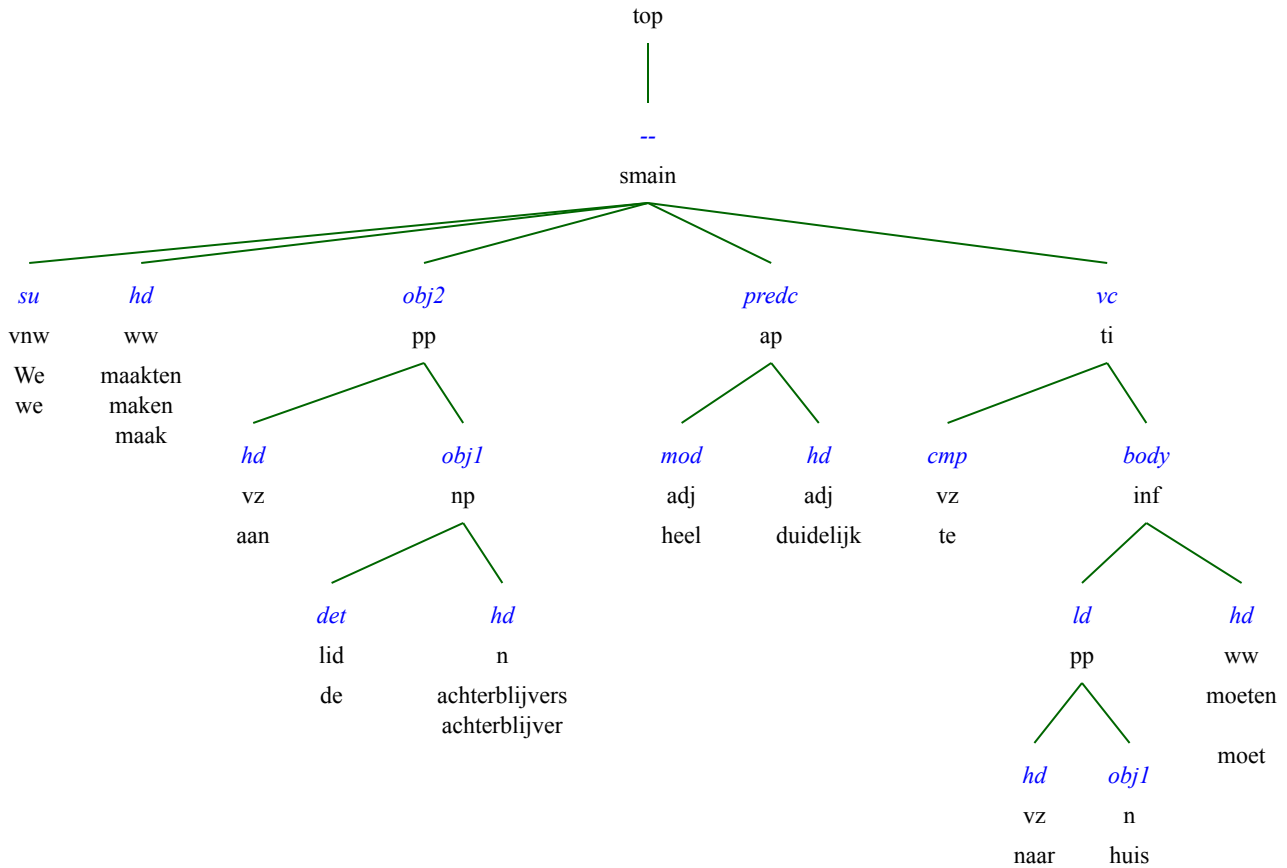 top
--
smain
su hd obj2 predc vc
vnw ww pp ap ti
We maakten
we maken
maak
hd obj1 mod hd cmp body
vz np adj adj vz inf
aan heel duidelijk te
det hd ld hd
lid n pp ww
de achterblijvers moeten
achterblijver
moet
hd obj1
vz n
naar huis